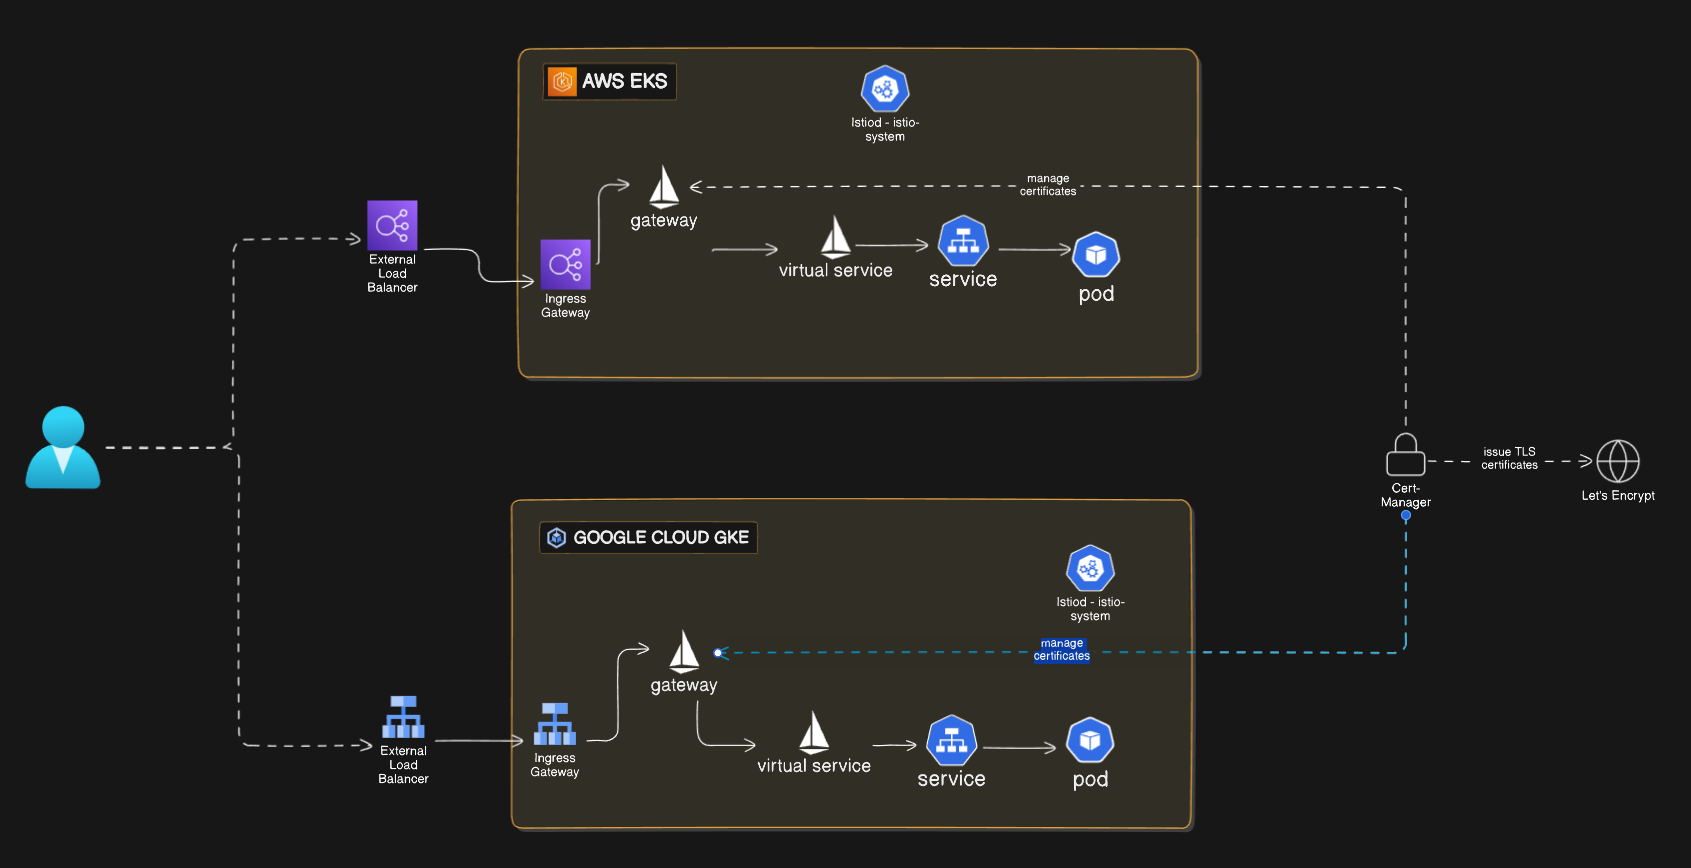 AWS EKS
Istiod - istio-
system
manage
certificates
gateway
External
Load
Balancer
Ingress
Gateway
virtual service
service
pod
Cert-
Manager
issue TLS
certificates
Let's Encrypt
GOOGLE CLOUD GKE
Istiod - istio-
system
manage
certificates
gateway
External
Load
Balancer
Ingress
Gateway
virtual service
service
pod